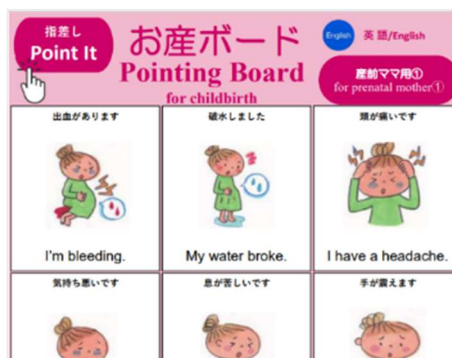 指差し
Point It
お産ボード
Pointing Board
for childbirth
English
英語/English
産前ママ用①
for prenatal mother①
出血があります
破水しました
頭が痛いです
I'm bleeding.
My water broke.
I have a headache.
気持ち悪いです
息が苦しいです
手が震えます